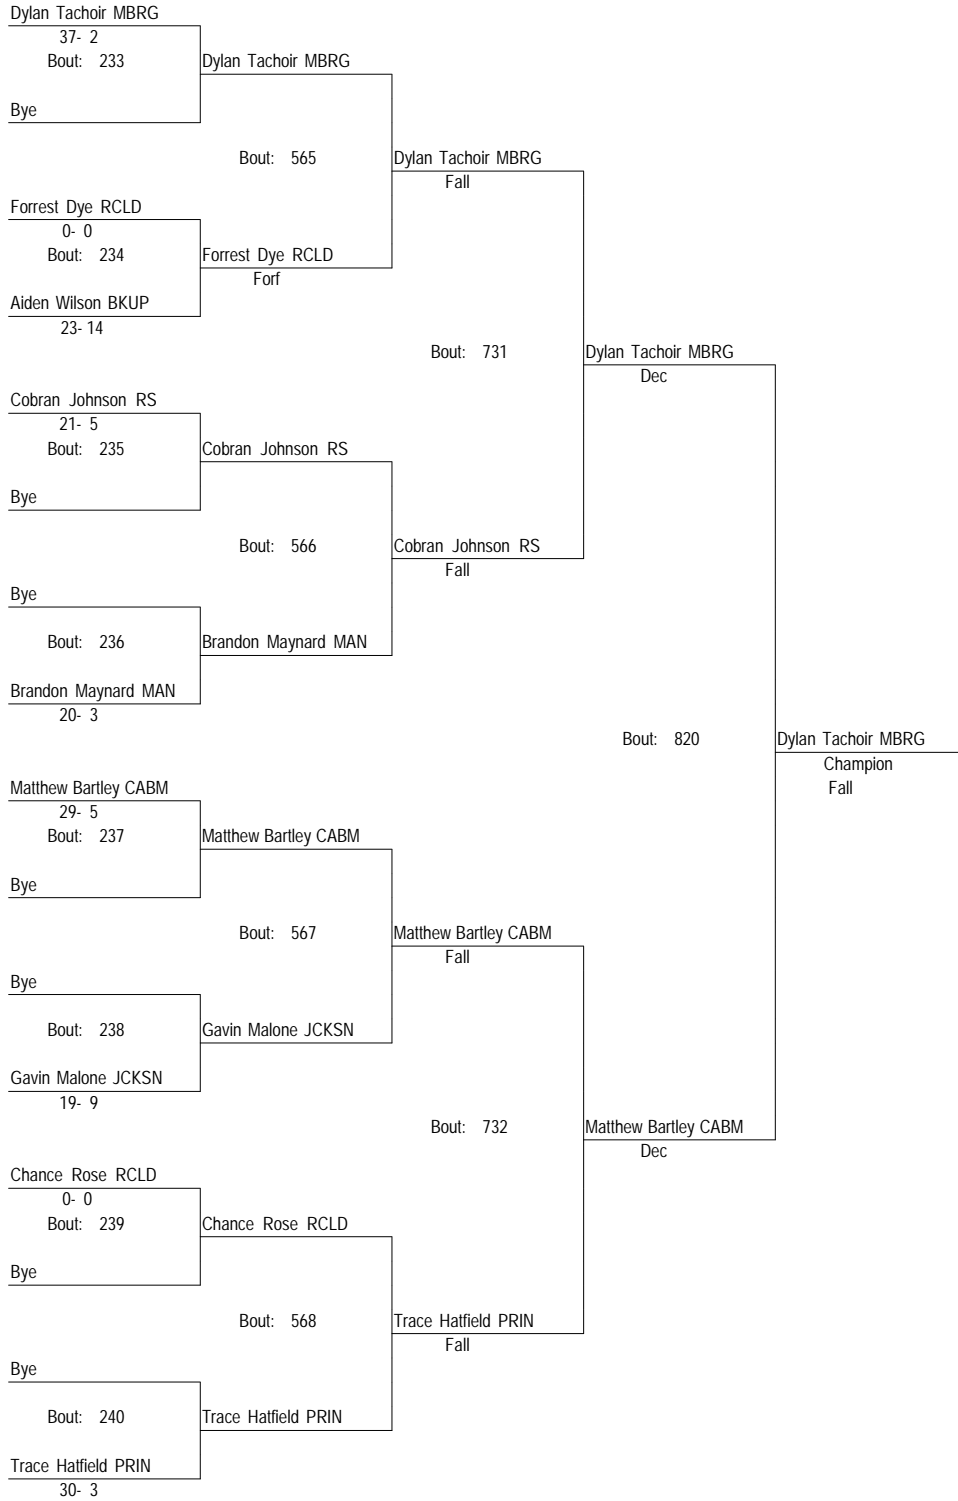 Dylan Tachoir MBRG
37- 2
Bout: 233
Dylan Tachoir MBRG
Bye
Bout: 565
Dylan Tachoir MBRG
Fall
Forrest Dye RCLD
0- 0
Bout: 234
Forrest Dye RCLD
Forf
Aiden Wilson BKUP
23- 14
Bout: 731
Dylan Tachoir MBRG
Dec
Cobran Johnson RS
21- 5
Bout: 235
Cobran Johnson RS
Bye
Bout: 566
Cobran Johnson RS
Fall
Bye
Bout: 236
Brandon Maynard MAN
Brandon Maynard MAN
20- 3
Bout: 820
Dylan Tachoir MBRG
Champion
Fall
Matthew Bartley CABM
29- 5
Bout: 237
Matthew Bartley CABM
Bye
Bout: 567
Matthew Bartley CABM
Fall
Bye
Bout: 238
Gavin Malone JCKSN
Gavin Malone JCKSN
19- 9
Bout: 732
Matthew Bartley CABM
Dec
Chance Rose RCLD
0- 0
Bout: 239
Chance Rose RCLD
Bye
Bout: 568
Trace Hatfield PRIN
Fall
Bye
Bout: 240
Trace Hatfield PRIN
Trace Hatfield PRIN
30- 3